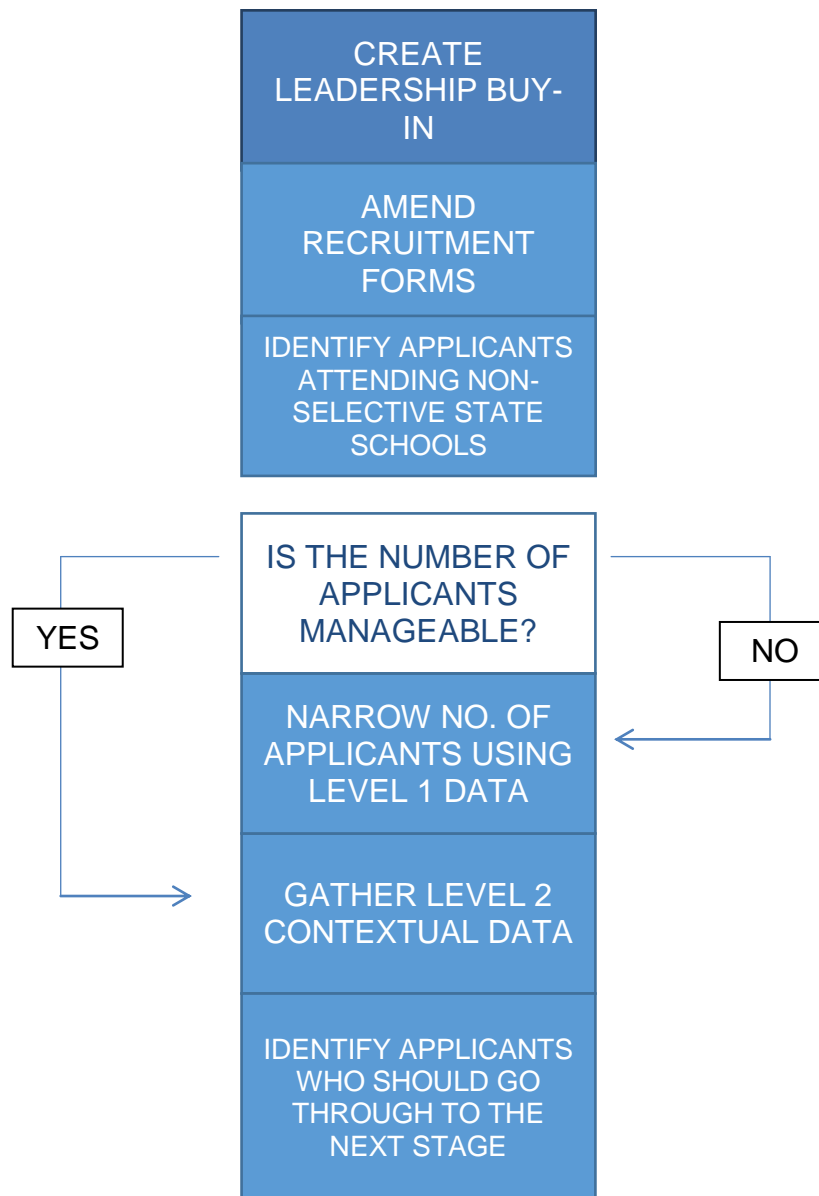 CREATE
LEADERSHIP BUY-
IN
AMEND
RECRUITMENT
FORMS
IDENTIFY APPLICANTS
ATTENDING NON-
SELECTIVE STATE
SCHOOLS
IS THE NUMBER OF
APPLICANTS
MANAGEABLE?
YES
NO
NARROW NO. OF
APPLICANTS USING
LEVEL 1 DATA
GATHER LEVEL 2
CONTEXTUAL DATA
IDENTIFY APPLICANTS
WHO SHOULD GO
THROUGH TO THE
NEXT STAGE